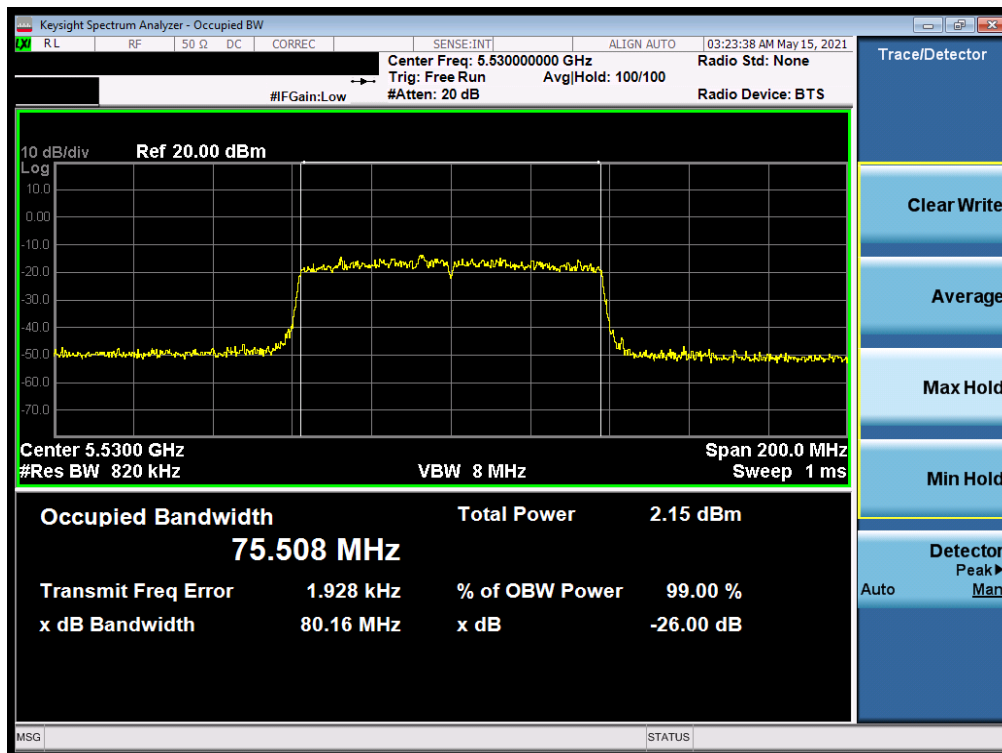 Keysight Spectrum Analyzer - Occupied BW
LXI RL RF 50 Ω DC CORREC SENSE:INT ALIGN AUTO 03:23:38 AM May 15, 2021
Center Freq: 5.530000000 GHz Radio Std: None
Trig: Free Run Avg|Hold: 100/100
#IFGain:Low #Atten: 20 dB Radio Device: BTS
10 dB/div Ref 20.00 dBm
Log
10.0
0.00
-10.0
-20.0
-30.0
-40.0
-50.0
-60.0
-70.0
Center 5.5300 GHz Span 200.0 MHz
#Res BW 820 kHz VBW 8 MHz Sweep 1 ms
Occupied Bandwidth Total Power 2.15 dBm
75.508 MHz
Transmit Freq Error 1.928 kHz % of OBW Power 99.00 %
x dB Bandwidth 80.16 MHz x dB -26.00 dB
MSG STATUS
Trace/Detector
Clear Write
Average
Max Hold
Min Hold
Detector
Peak▶
Auto Man